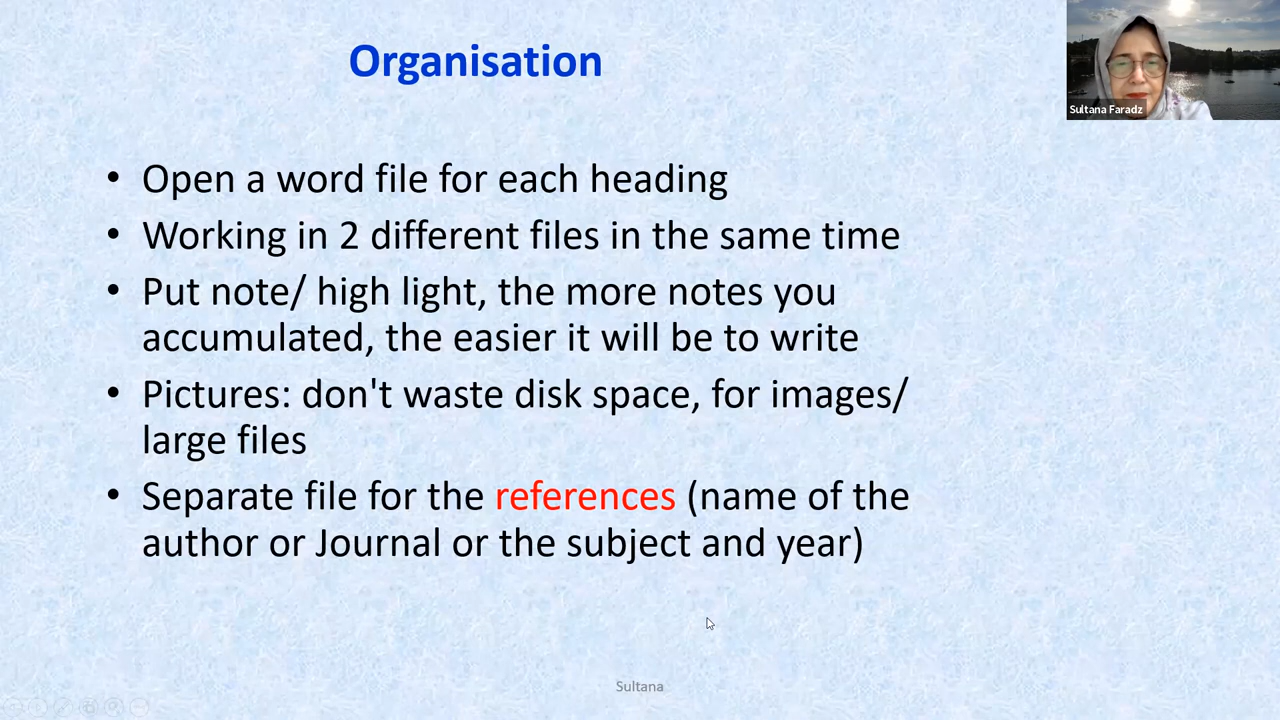 Organisation
Sultana Faradz
• Open a word file for each heading
• Working in 2 different files in the same time
• Put note/ high light, the more notes you
accumulated, the easier it will be to write
• Pictures: don't waste disk space, for images/
large files
• Separate file for the references (name of the
author or Journal or the subject and year)
Sultana